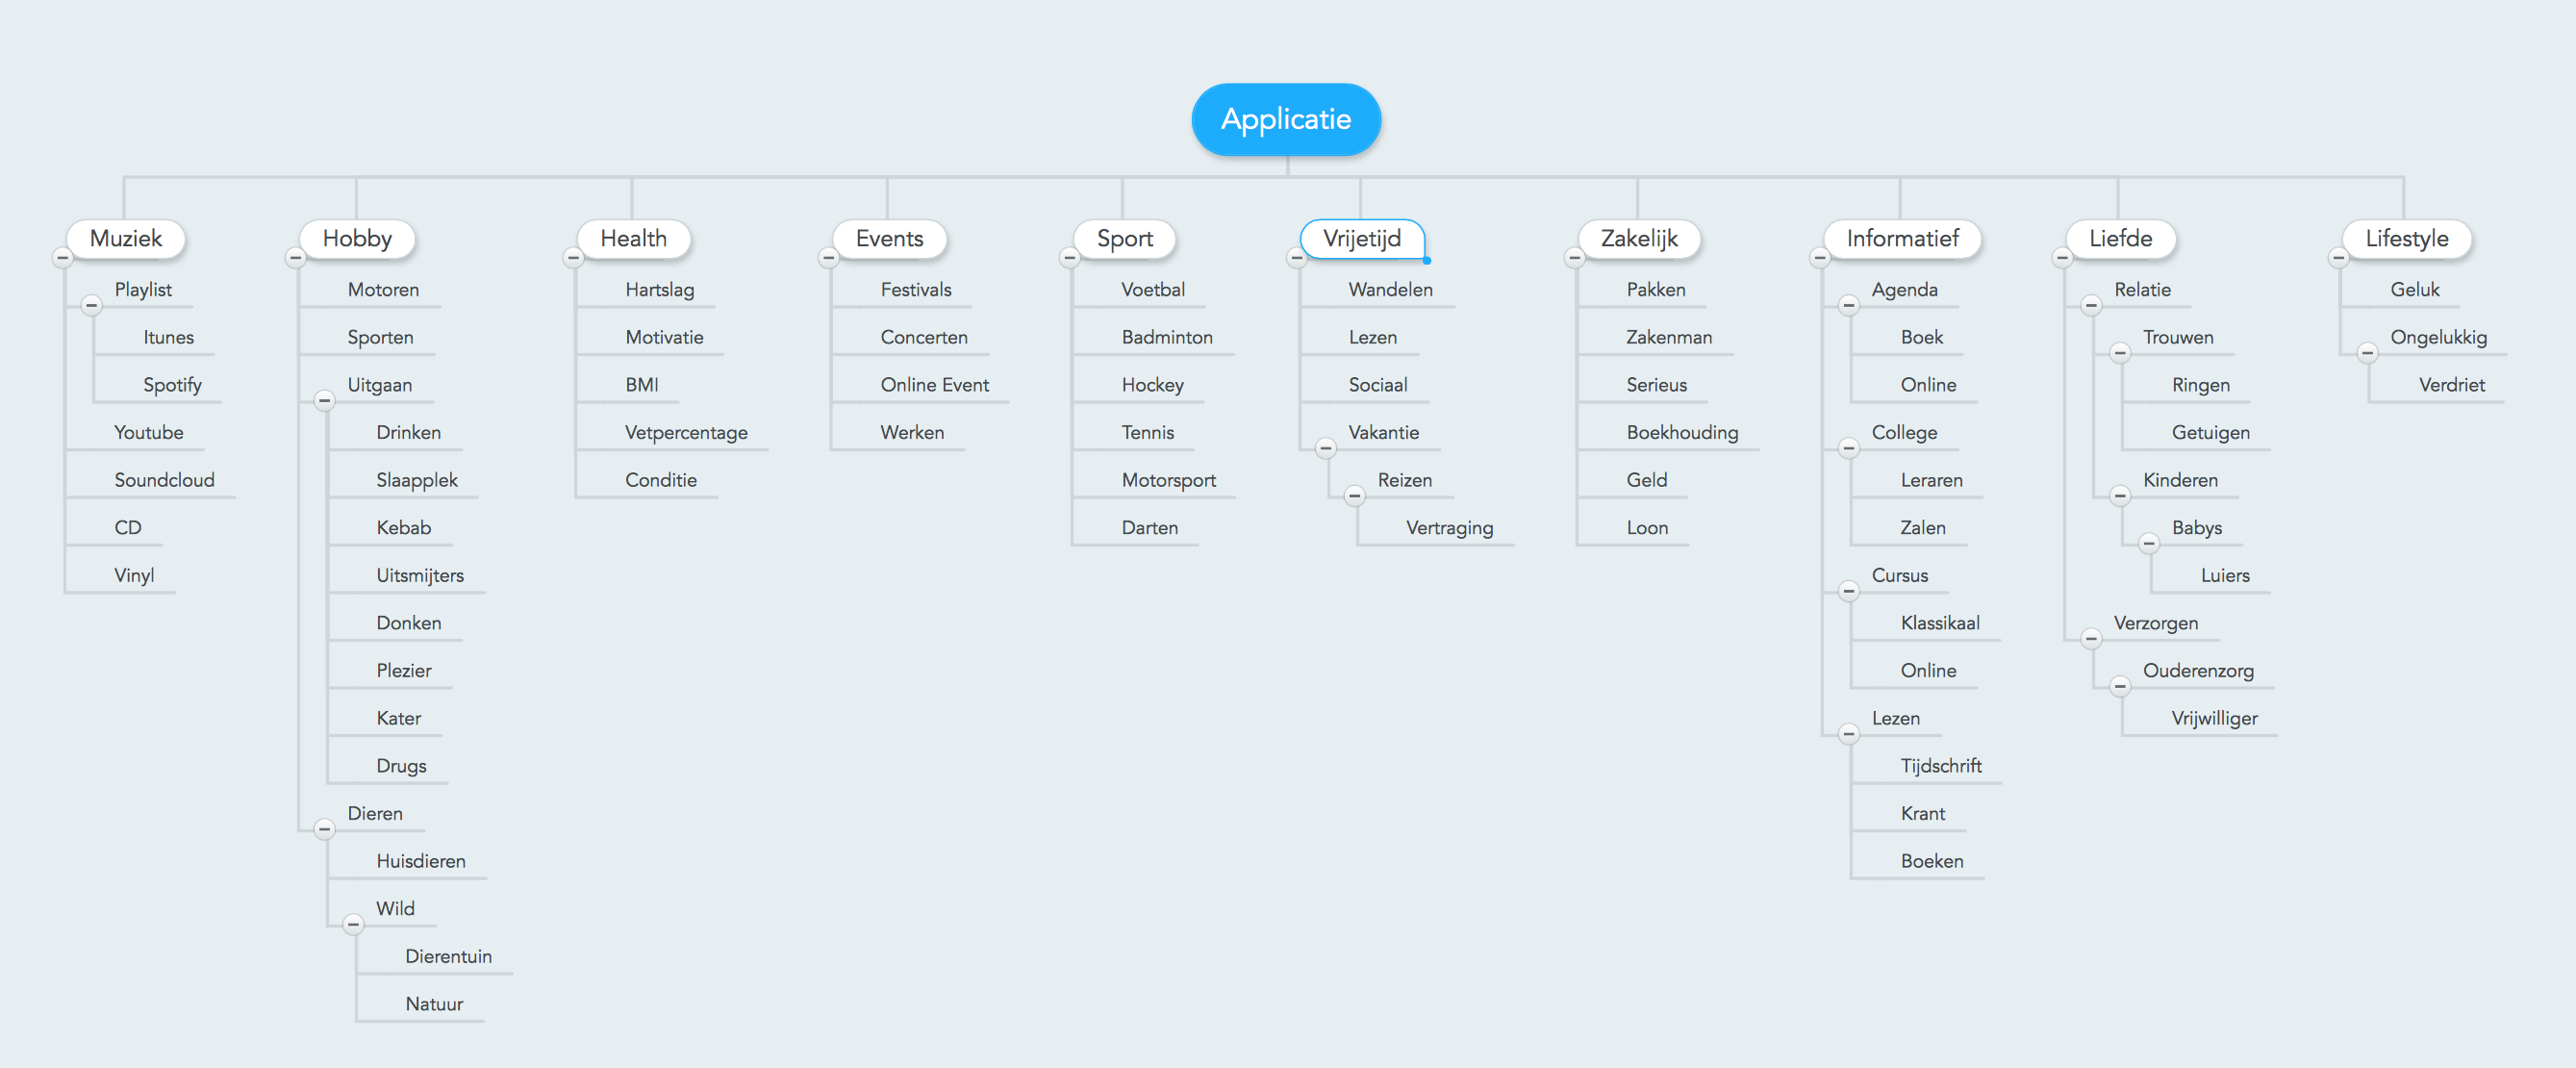 Applicatie
Muziek
Playlist
Itunes
Spotify
Youtube
Soundcloud
CD
Vinyl
Hobby
Motoren
Sporten
Uitgaan
Drinken
Slaapplek
Kebab
Uitsmijters
Donken
Plezier
Kater
Drugs
Dieren
Huisdieren
Wild
Dierentuin
Natuur
Health
Hartslag
Motivatie
BMI
Vetpercentage
Conditie
Events
Festivals
Concerten
Online Event
Werken
Sport
Voetbal
Badminton
Hockey
Tennis
Motorsport
Darten
Vrijetijd
Wandelen
Lezen
Sociaal
Vakantie
Reizen
Vertraging
Zakelijk
Pakken
Zakenman
Serieus
Boekhouding
Geld
Loon
Informatief
Agenda
Boek
Online
College
Leraren
Zalen
Cursus
Klassikaal
Online
Lezen
Tijdschrift
Krant
Boeken
Liefde
Relatie
Trouwen
Ringen
Getuigen
Kinderen
Babys
Luiers
Verzorgen
Ouderenzorg
Vrijwilliger
Lifestyle
Geluk
Ongelukkig
Verdriet